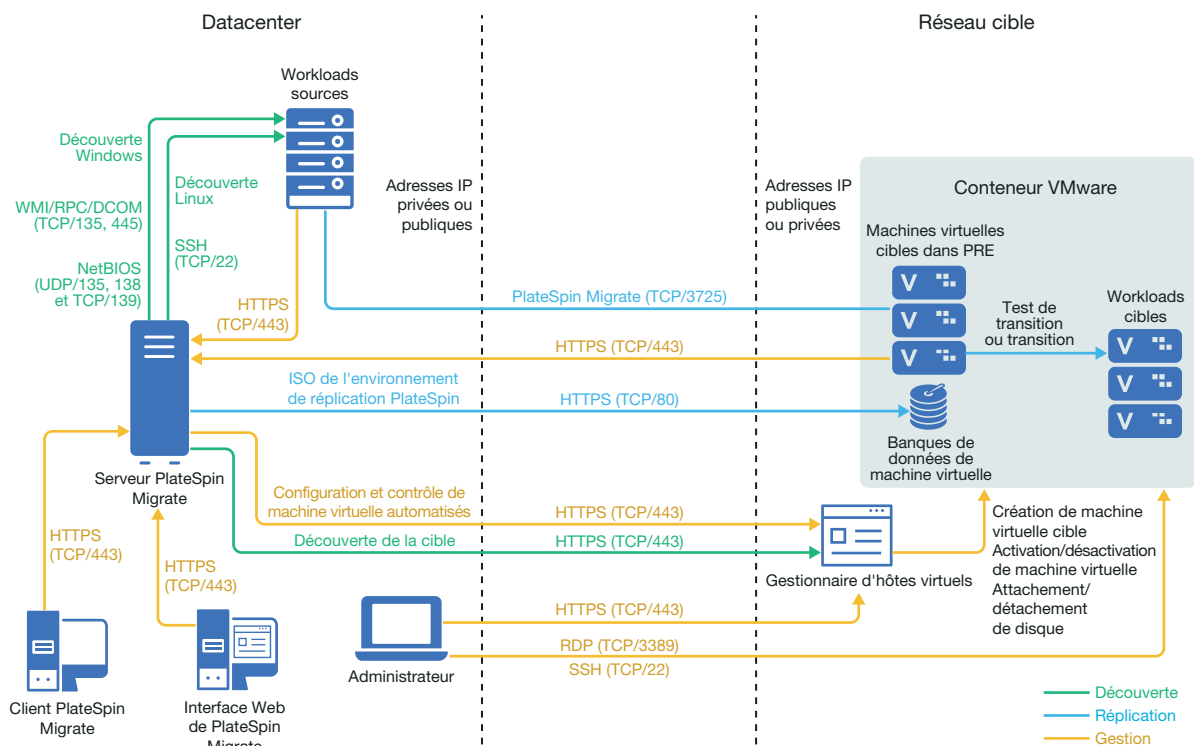 Datacenter
Réseau cible
Workloads
sources
Découverte
Windows
Découverte
Linux
WMI/RPC/DCOM
(TCP/135, 445)
SSH
(TCP/22)
NetBIOS
(UDP/135, 138
et TCP/139)
HTTPS
(TCP/443)
Adresses IP
privées ou
publiques
Adresses IP
publiques
ou privées
Conteneur VMware
Machines virtuelles
cibles dans PRE
V
V
V
PlateSpin Migrate (TCP/3725)
HTTPS (TCP/443)
Test de
transition
ou transition
Workloads
cibles
V
V
V
ISO de l'environnement
de réplication PlateSpin
HTTPS (TCP/80)
Banques de
données de
machine virtuelle
Serveur PlateSpin
Migrate
Configuration et contrôle de
machine virtuelle automatisés
HTTPS (TCP/443)
Découverte de la cible
HTTPS (TCP/443)
Gestionnaire d'hôtes virtuels
Création de machine
virtuelle cible
Activation/désactivation
de machine virtuelle
Attachement/
détachement
de disque
HTTPS
(TCP/443)
HTTPS
(TCP/443)
HTTPS (TCP/443)
RDP (TCP/3389)
SSH (TCP/22)
Administrateur
Client PlateSpin
Migrate
Interface Web
de PlateSpin
Migrate
Découverte
Réplication
Gestion